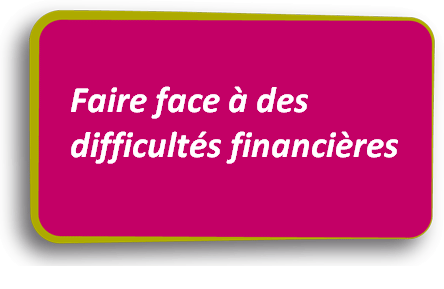 Faire face à des
difficultés financières